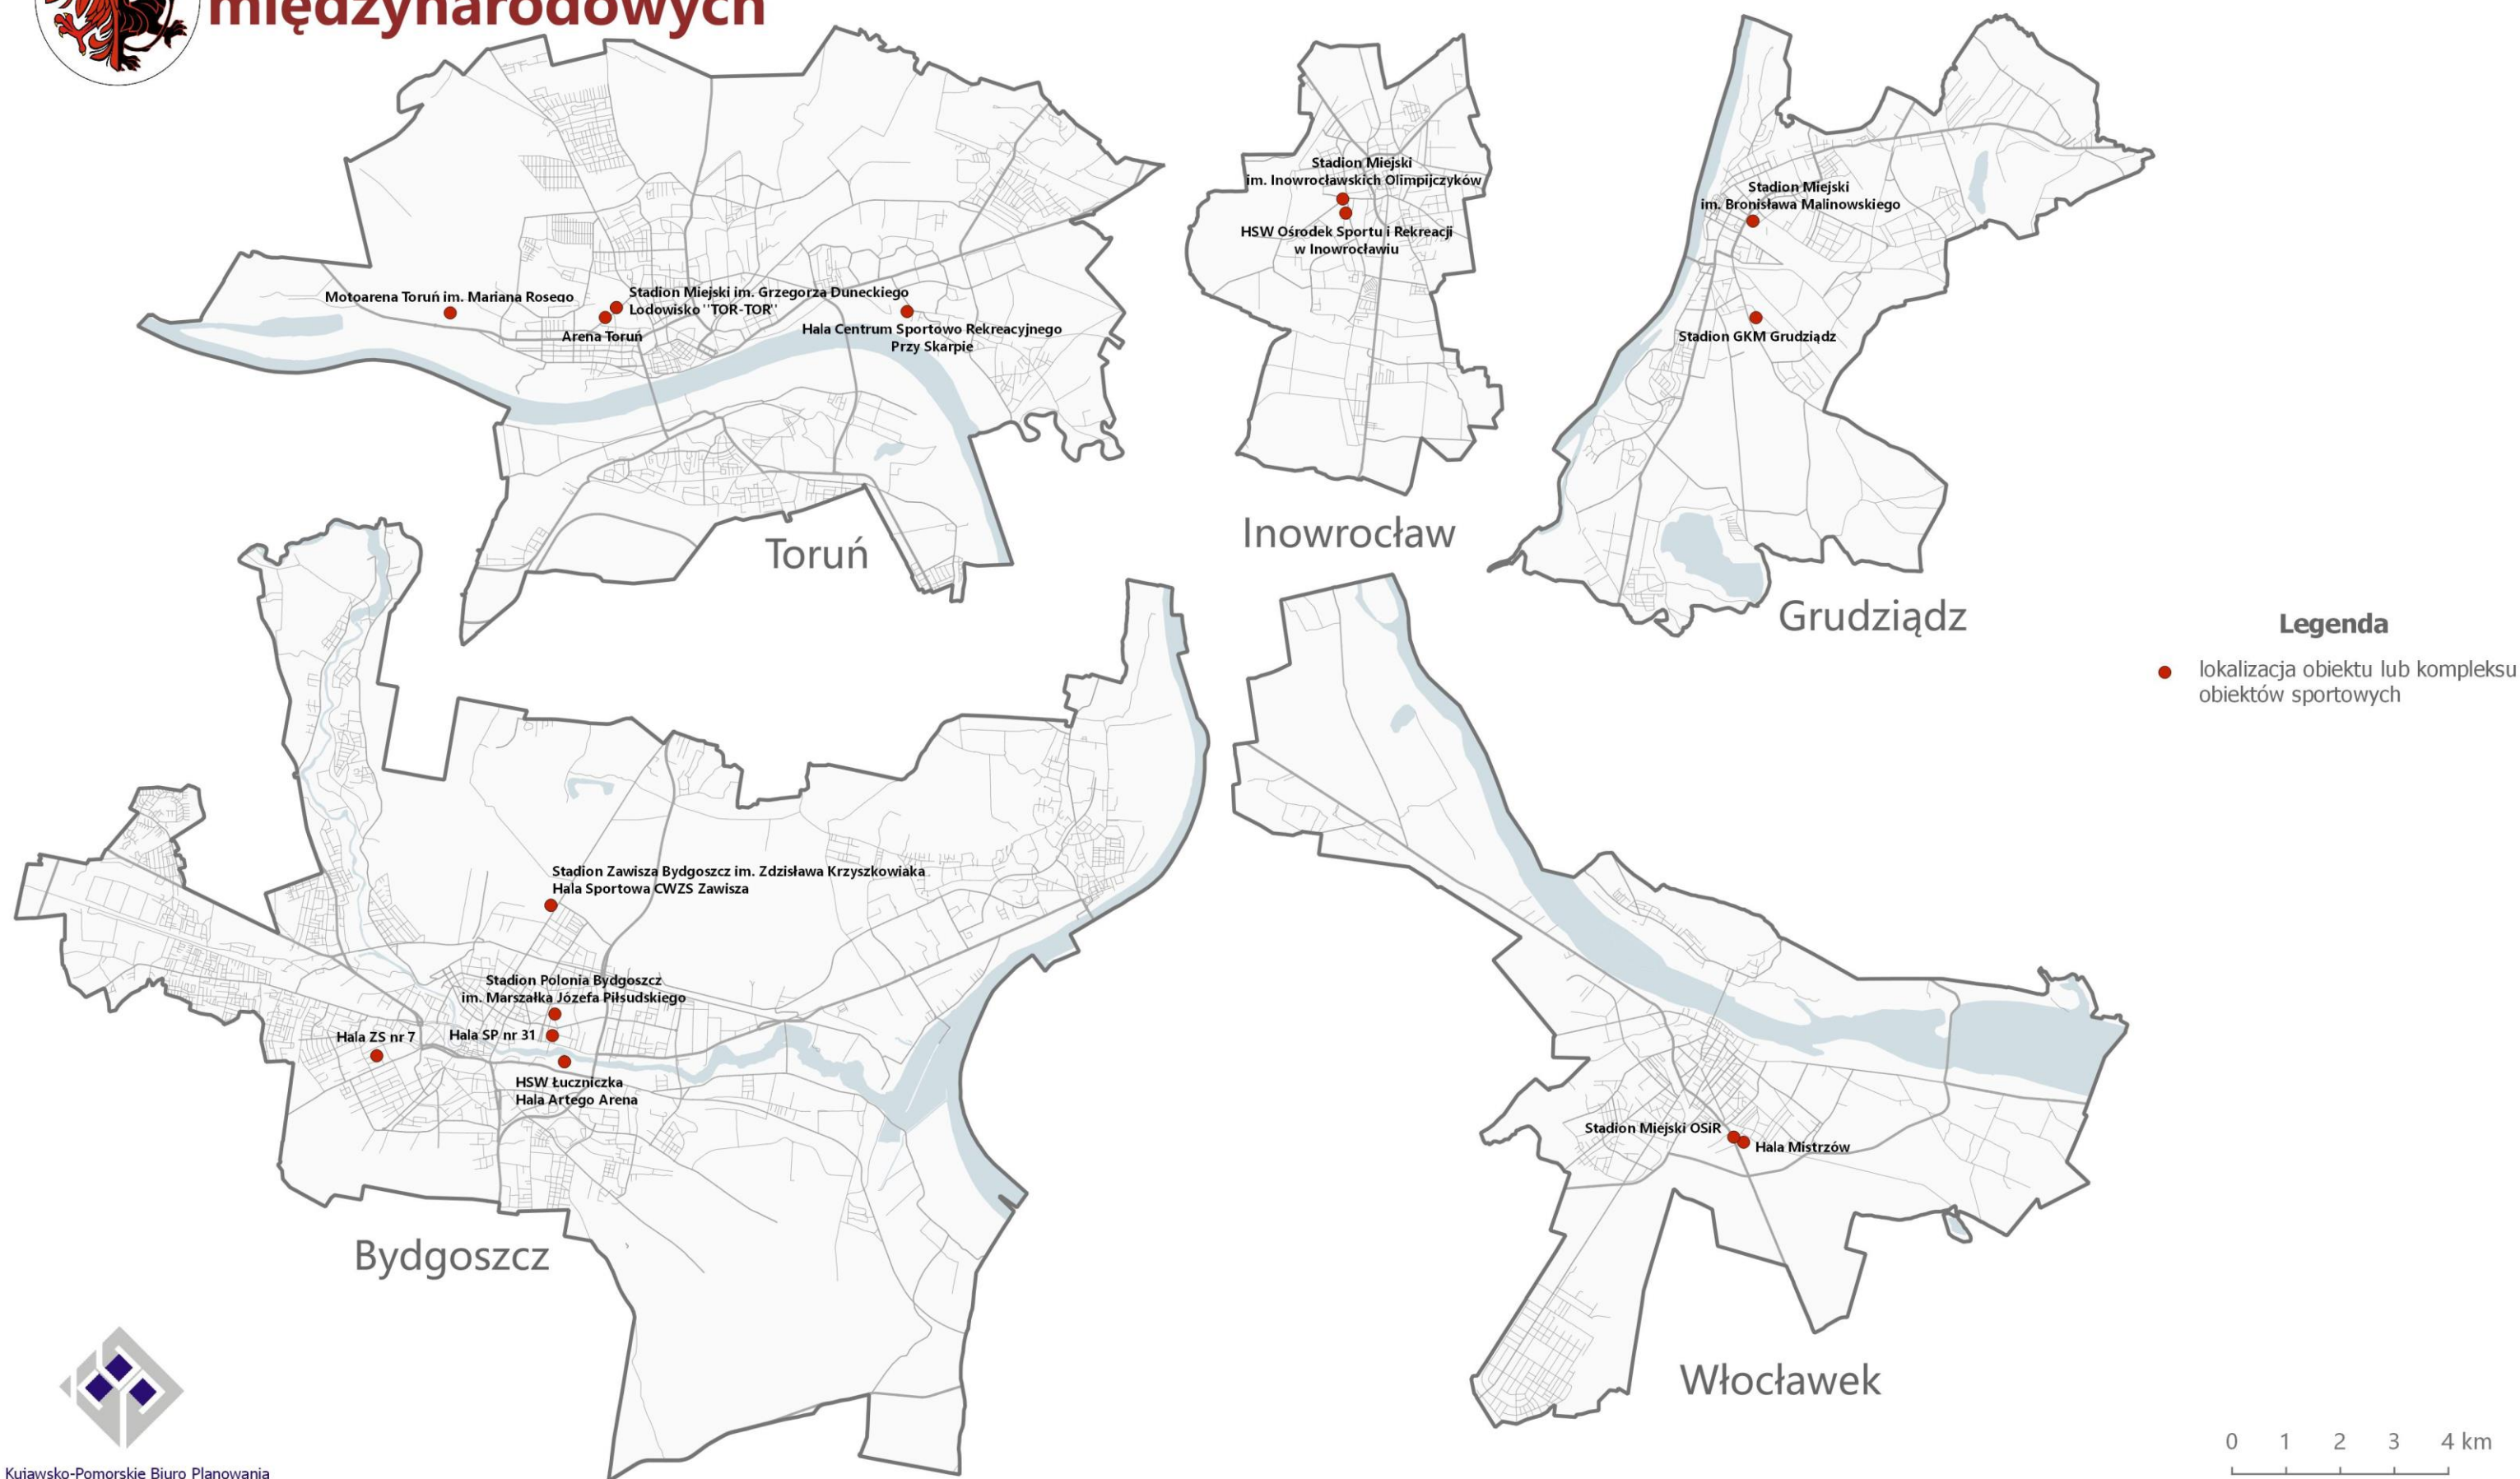 międzynarodowych
Motoarena Toruń im. Mariana Rosego
Stadion Miejski im. Grzegorza Duneckiego
Lodowisko ''TOR-TOR''
Arena Toruń
Hala Centrum Sportowo Rekreacyjnego
Przy Skarpie
Toruń
Stadion Miejski
im. Inowrocławskich Olimpijczyków
HSW Ośrodek Sportu i Rekreacji
w Inowrocławiu
Inowrocław
Stadion Miejski
im. Bronisława Malinowskiego
Stadion GKM Grudziądz
Grudziądz
Legenda
lokalizacja obiektu lub kompleksu
obiektów sportowych
Stadion Zawisza Bydgoszcz im. Zdzisława Krzyszkowiaka
Hala Sportowa CWZS Zawisza
Stadion Polonia Bydgoszcz
im. Marszałka Józefa Piłsudskiego
Hala ZS nr 7
Hala SP nr 31
HSW Łuczniczka
Hala Artego Arena
Bydgoszcz
Stadion Miejski OSiR
Hala Mistrzów
Włocławek
0 1 2 3 4 km
Kujawsko-Pomorskie Biuro Planowania